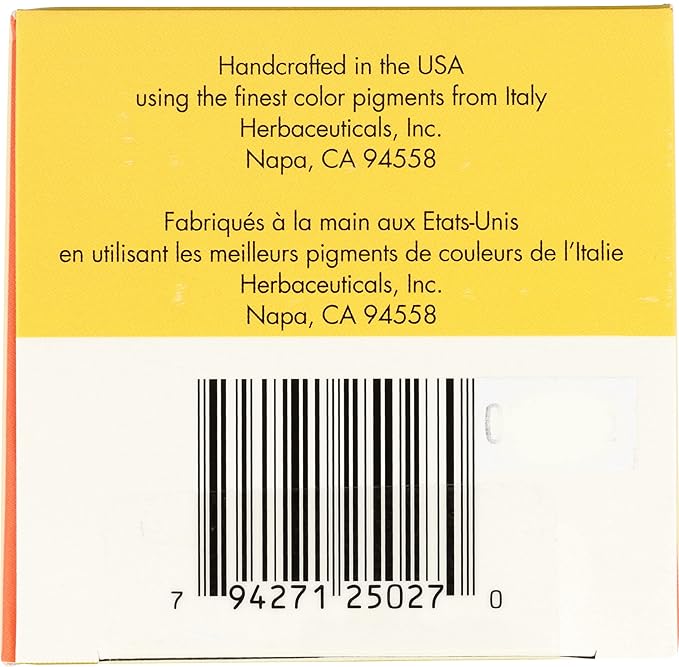 Handcrafted in the USA
using the finest color pigments from Italy
Herbaceuticals, Inc.
Napa, CA 94558
Fabriqués à la main aux Etats-Unis
en utilisant les meilleurs pigments de couleurs de l'Italie
Herbaceuticals, Inc.
Napa, CA 94558
7 94271 25027 0